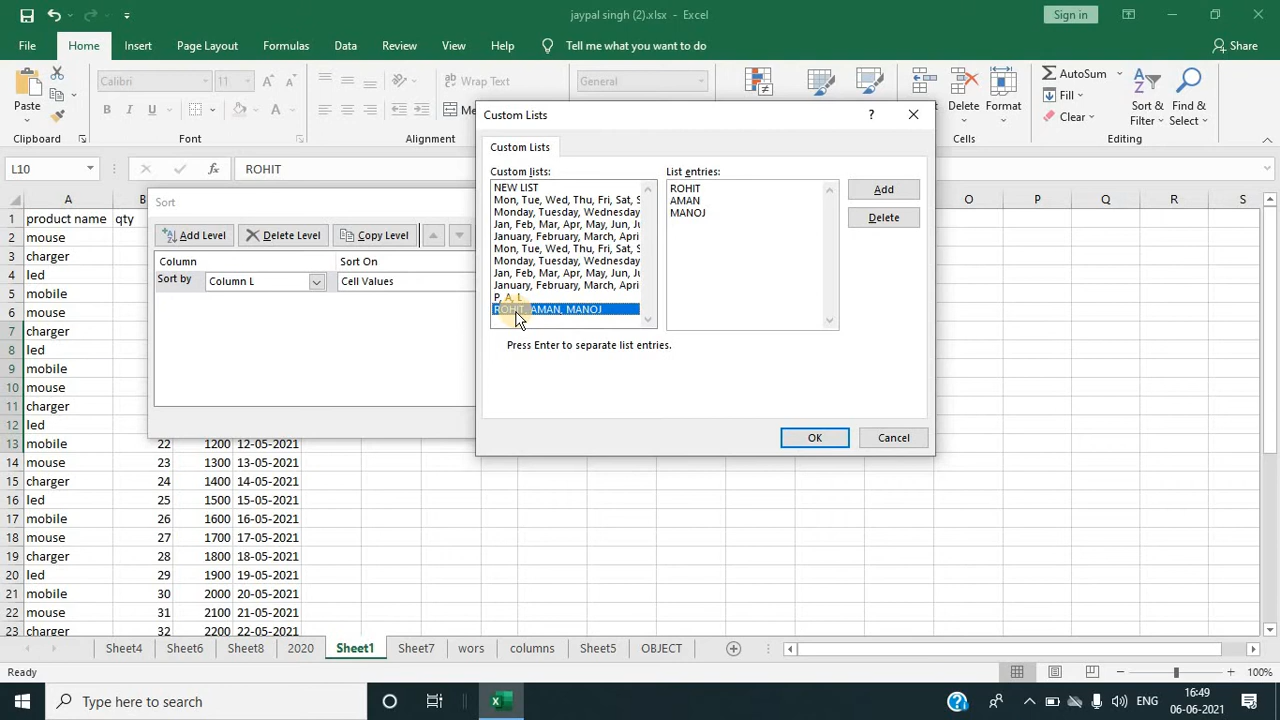 jaypal singh (2).xlsx - Excel
Sign in
File Home Insert Page Layout Formulas Data Review View Help Tell me what you want to do Share
Paste
Calibri 11
B I U
Wrap Text
General
Delete Format
AutoSum
Fill
Clear
Sort & Filter
Find & Select
Clipboard Font Cells Editing
L10 fx ROHIT
A B O P Q R S
1 product name qty
2 mouse
3 charger
4 led
5 mobile
6 mouse
7 charger
8 led
9 mobile
10 mouse
11 charger
12 led
13 mobile 22 1200 12-05-2021
14 mouse 23 1300 13-05-2021
15 charger 24 1400 14-05-2021
16 led 25 1500 15-05-2021
17 mobile 26 1600 16-05-2021
18 mouse 27 1700 17-05-2021
19 charger 28 1800 18-05-2021
20 led 29 1900 19-05-2021
21 mobile 30 2000 20-05-2021
22 mouse 31 2100 21-05-2021
23 charger 32 2200 22-05-2021
Sort
Add Level Delete Level Copy Level
Column Sort On
Sort by Column L Cell Values
Custom Lists
?
Custom Lists
Custom lists: List entries:
NEW LIST
Mon, Tue, Wed, Thu, Fri, Sat, S
Monday, Tuesday, Wednesday
Jan, Feb, Mar, Apr, May, Jun, Ju
January, February, March, April
Mon, Tue, Wed, Thu, Fri, Sat, S
Monday, Tuesday, Wednesday
Jan, Feb, Mar, Apr, May, Jun, Ju
January, February, March, Apri
P, A, L
ROHIT, AMAN, MANOJ
ROHIT
AMAN
MANOJ
Add
Delete
Press Enter to separate list entries.
OK Cancel
Sheet4 Sheet6 Sheet8 2020 Sheet1 Sheet7 wors columns Sheet5 OBJECT
Ready 100%
Type here to search
ENG
16:49
06-06-2021